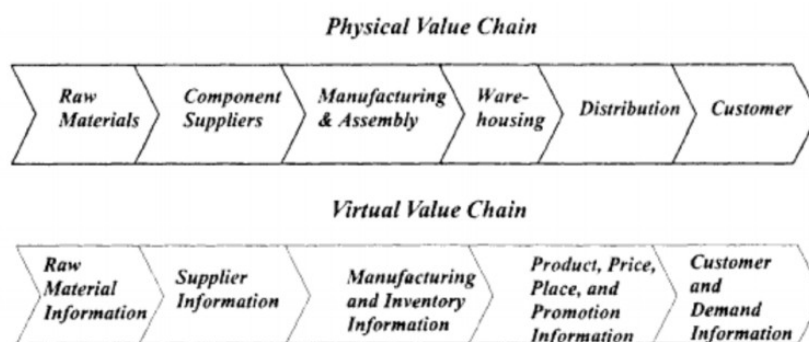 Physical Value Chain
Raw
Materials
Component
Suppliers
Manufacturing
& Assembly
Ware-
housing
Distribution
Customer
Virtual Value Chain
Raw
Material
Information
Supplier
Information
Manufacturing
and Inventory
Information
Product, Price,
Place, and
Promotion
Information
Customer
and
Demand
Information